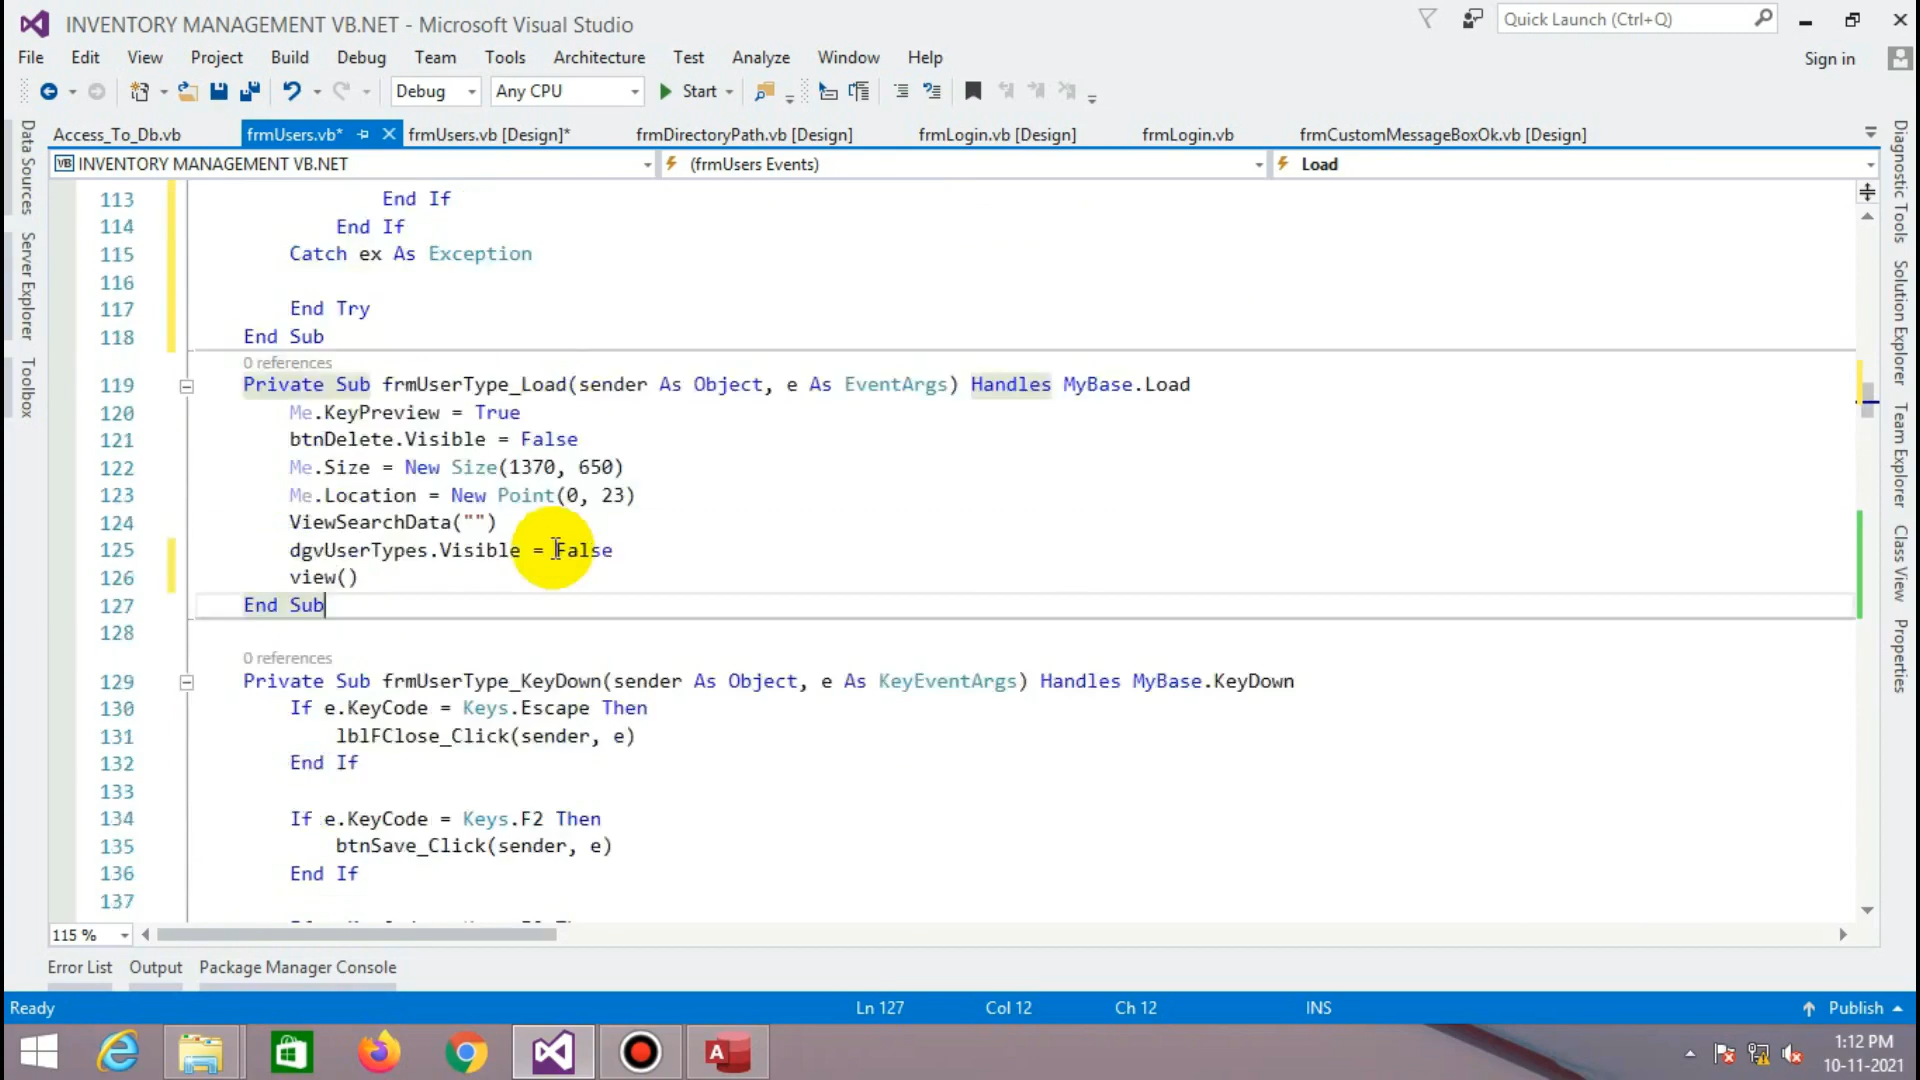 INVENTORY MANAGEMENT VB.NET - Microsoft Visual Studio
Quick Launch (Ctrl+Q)
File Edit View Project Build Debug Team Tools Architecture Test Analyze Window Help
Sign in
Debug Any CPU Start
Access_To_Db.vb frmUsers.vb* frmUsers.vb [Design]* frmDirectoryPath.vb [Design] frmLogin.vb [Design] frmLogin.vb frmCustomMessageBoxOk.vb [Design]
VB INVENTORY MANAGEMENT VB.NET (frmUsers Events) Load
Data Sources
Server Explorer
Toolbox
113 End If
114 End If
115 Catch ex As Exception
116
117 End Try
118 End Sub
0 references
119 Private Sub frmUserType_Load(sender As Object, e As EventArgs) Handles MyBase.Load
120 Me.KeyPreview = True
121 btnDelete.Visible = False
122 Me.Size = New Size(1370, 650)
123 Me.Location = New Point(0, 23)
124 ViewSearchData("")
125 dgvUserTypes.Visible = False
126 view()
127 End Sub
128
0 references
129 Private Sub frmUserType_KeyDown(sender As Object, e As KeyEventArgs) Handles MyBase.KeyDown
130 If e.KeyCode = Keys.Escape Then
131 lblFClose_Click(sender, e)
132 End If
133
134 If e.KeyCode = Keys.F2 Then
135 btnSave_Click(sender, e)
136 End If
137
Diagnostic Tools
Solution Explorer
Team Explorer
Class View
Properties
115 %
Error List Output Package Manager Console
Ready Ln 127 Col 12 Ch 12 INS Publish
A
1:12 PM
10-11-2021